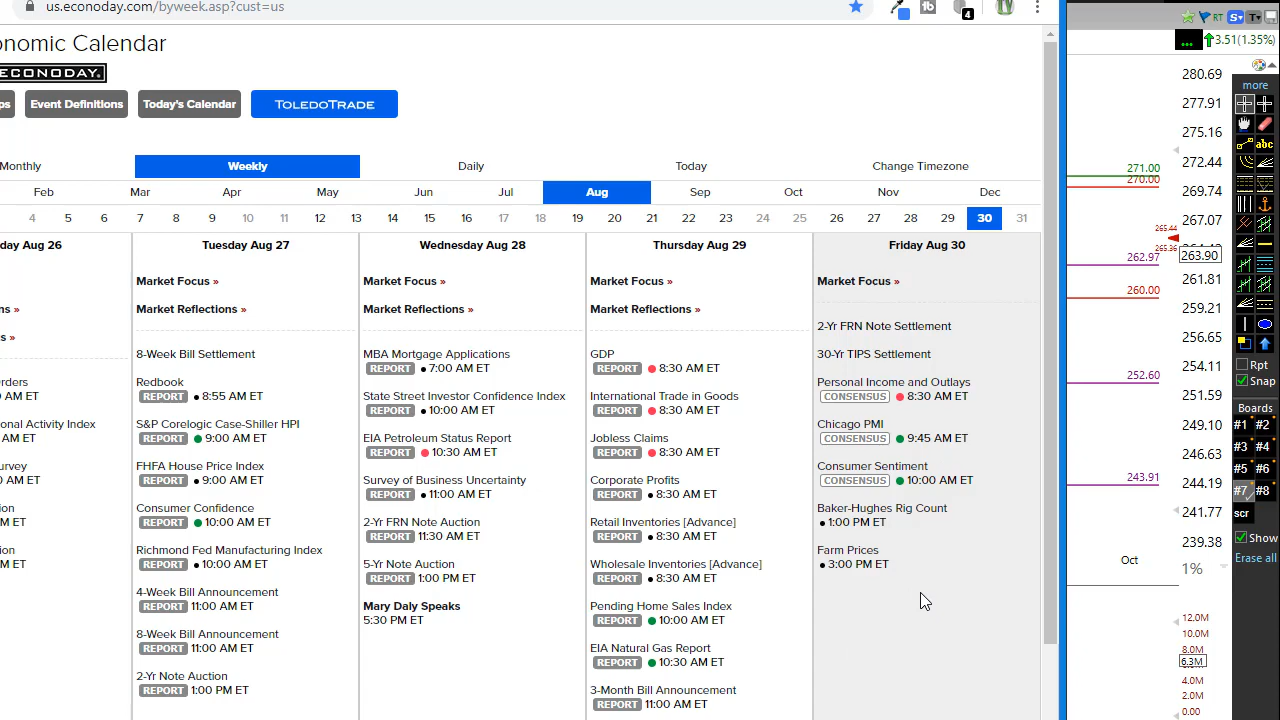 us.econoday.com/byweek.asp?cust=us
4
RT
S
T
... 3.51(1.35%)
onomic Calendar
ECONODAY
ps
Event Definitions
Today's Calendar
TOLEDOTRADE
Monthly
Weekly
Daily
Today
Change Timezone
Feb Mar Apr May Jun Jul Aug Sep Oct Nov Dec
4 5 6 7 8 9 10 11 12 13 14 15 16 17 18 19 20 21 22 23 24 25 26 27 28 29 30 31
day Aug 26
ns »
s »
Orders
onal Activity Index
AM ET
urvey
ion
ion
Tuesday Aug 27
Market Focus »
Market Reflections »
8-Week Bill Settlement
Redbook
REPORT 8:55 AM ET
S&P Corelogic Case-Shiller HPI
REPORT 9:00 AM ET
FHFA House Price Index
REPORT 9:00 AM ET
Consumer Confidence
REPORT 10:00 AM ET
Richmond Fed Manufacturing Index
REPORT 10:00 AM ET
4-Week Bill Announcement
REPORT 11:00 AM ET
8-Week Bill Announcement
REPORT 11:00 AM ET
2-Yr Note Auction
REPORT 1:00 PM ET
Wednesday Aug 28
Market Focus »
Market Reflections »
MBA Mortgage Applications
REPORT 7:00 AM ET
State Street Investor Confidence Index
REPORT 10:00 AM ET
EIA Petroleum Status Report
REPORT 10:30 AM ET
Survey of Business Uncertainty
REPORT 11:00 AM ET
2-Yr FRN Note Auction
REPORT 11:30 AM ET
5-Yr Note Auction
REPORT 1:00 PM ET
Mary Daly Speaks
5:30 PM ET
Thursday Aug 29
Market Focus »
Market Reflections »
GDP
REPORT 8:30 AM ET
International Trade in Goods
REPORT 8:30 AM ET
Jobless Claims
REPORT 8:30 AM ET
Corporate Profits
REPORT 8:30 AM ET
Retail Inventories [Advance]
REPORT 8:30 AM ET
Wholesale Inventories [Advance]
REPORT 8:30 AM ET
Pending Home Sales Index
REPORT 10:00 AM ET
EIA Natural Gas Report
REPORT 10:30 AM ET
3-Month Bill Announcement
REPORT 11:00 AM ET
Friday Aug 30
Market Focus »
2-Yr FRN Note Settlement
30-Yr TIPS Settlement
Personal Income and Outlays
CONSENSUS 8:30 AM ET
Chicago PMI
CONSENSUS 9:45 AM ET
Consumer Sentiment
CONSENSUS 10:00 AM ET
Baker-Hughes Rig Count
1:00 PM ET
Farm Prices
3:00 PM ET
271.00
270.00
265.44
265.36
262.97
260.00
252.60
243.91
Oct
280.69
277.91
275.16
272.44
269.74
267.07
263.90
261.81
259.21
256.65
254.11
251.59
249.10
246.63
244.19
241.77
239.38
1%
12.0M
10.0M
8.0M
6.3M
4.0M
2.0M
0.00
more
abc
Rpt
Snap
Boards
#1 #2
#3 #4
#5 #6
#7 #8
scr
Show
Erase all